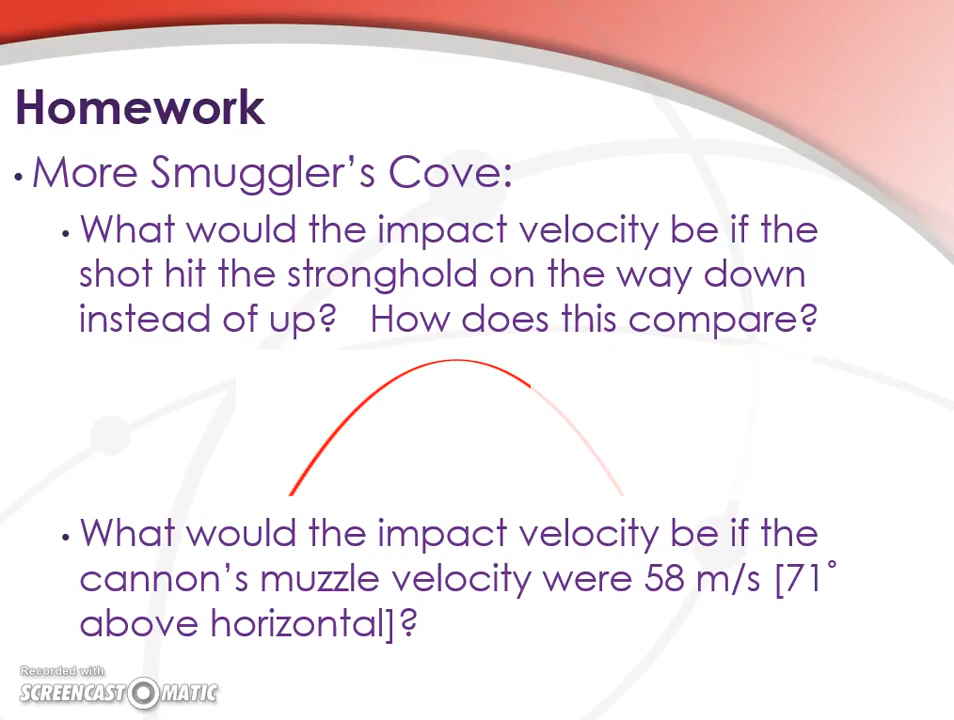 Homework
• More Smuggler’s Cove:
• What would the impact velocity be if the
shot hit the stronghold on the way down
instead of up? How does this compare?
• What would the impact velocity be if the
cannon’s muzzle velocity were 58 m/s [71˚
above horizontal]?
Recorded with
SCREENCAST-O-MATIC